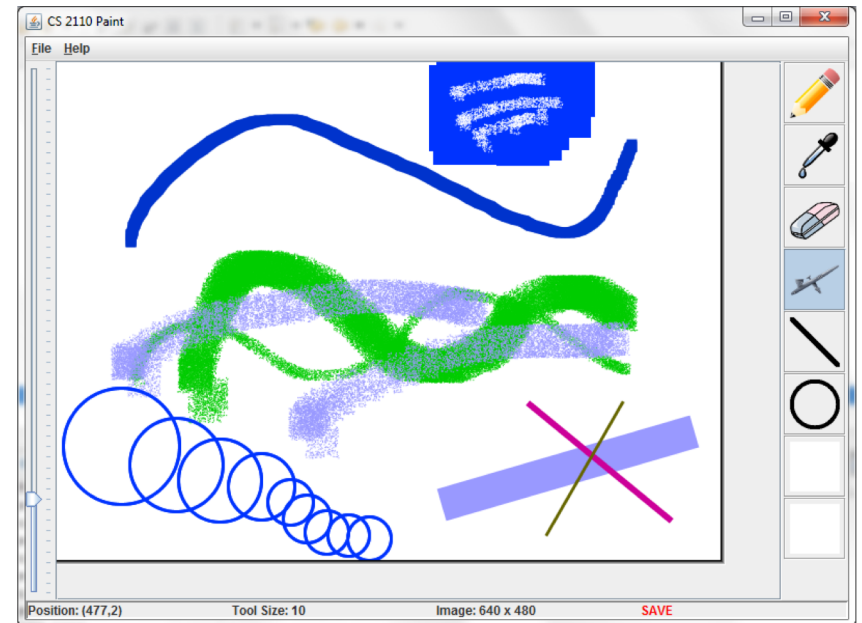 CS 2110 Paint
File Help
Position: (477,2) Tool Size: 10 Image: 640 x 480 SAVE